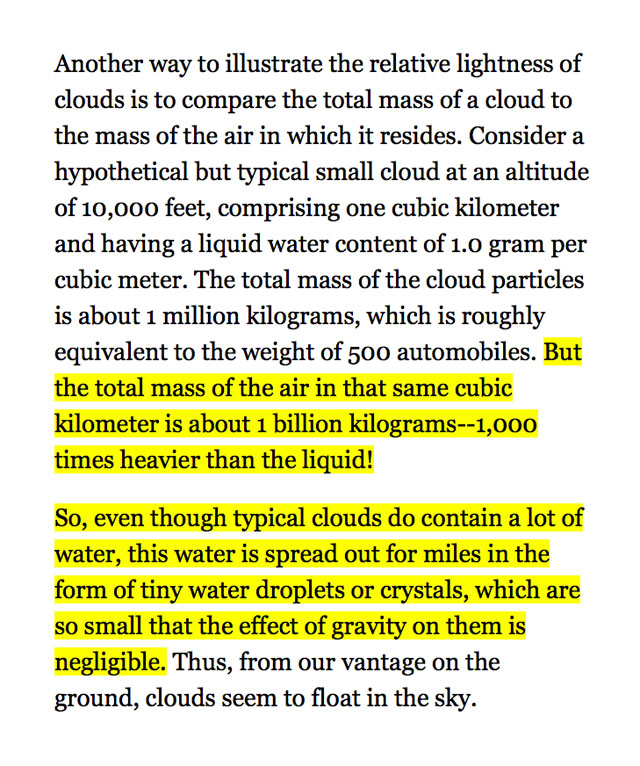 Another way to illustrate the relative lightness of
clouds is to compare the total mass of a cloud to
the mass of the air in which it resides. Consider a
hypothetical but typical small cloud at an altitude
of 10,000 feet, comprising one cubic kilometer
and having a liquid water content of 1.0 gram per
cubic meter. The total mass of the cloud particles
is about 1 million kilograms, which is roughly
equivalent to the weight of 500 automobiles. But
the total mass of the air in that same cubic
kilometer is about 1 billion kilograms--1,000
times heavier than the liquid!
So, even though typical clouds do contain a lot of
water, this water is spread out for miles in the
form of tiny water droplets or crystals, which are
so small that the effect of gravity on them is
negligible. Thus, from our vantage on the
ground, clouds seem to float in the sky.